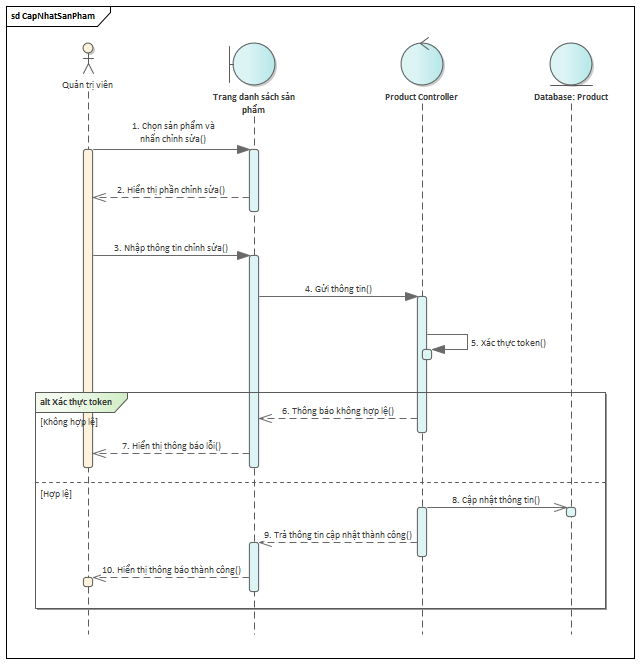 sd CapNhatSanPham
Quản trị viên
Trang danh sách sản
phẩm
Product Controller
Database: Product
1. Chọn sản phẩm và
nhấn chỉnh sửa()
2. Hiển thị phần chỉnh sửa()
3. Nhập thông tin chỉnh sửa()
4. Gửi thông tin()
5. Xác thực token()
alt Xác thực token
6. Thông báo không hợp lệ()
[Không hợp lệ]
7. Hiển thị thông báo lỗi()
[Hợp lệ]
8. Cập nhật thông tin()
9. Trả thông tin cập nhật thành công()
10. Hiển thị thông báo thành công()